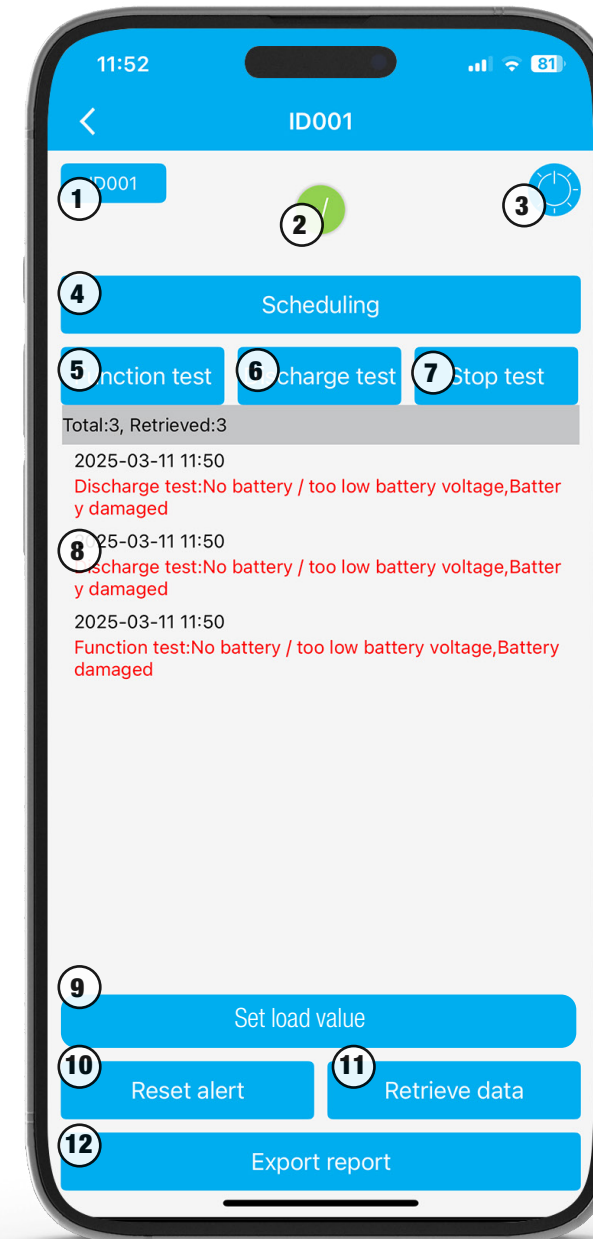 11:52
81
ID001
ID001
1
2
3
4
Scheduling
5 nction test
6 charge test
7 Stop test
Total:3, Retrieved:3
2025-03-11 11:50
Discharge test:No battery / too low battery voltage,Batter
y damaged
8
25-03-11 11:50
scharge test:No battery / too low battery voltage,Batter
y damaged
2025-03-11 11:50
Function test:No battery / too low battery voltage,Battery
damaged
9
Set load value
10
Reset alert
11
Retrieve data
12
Export report